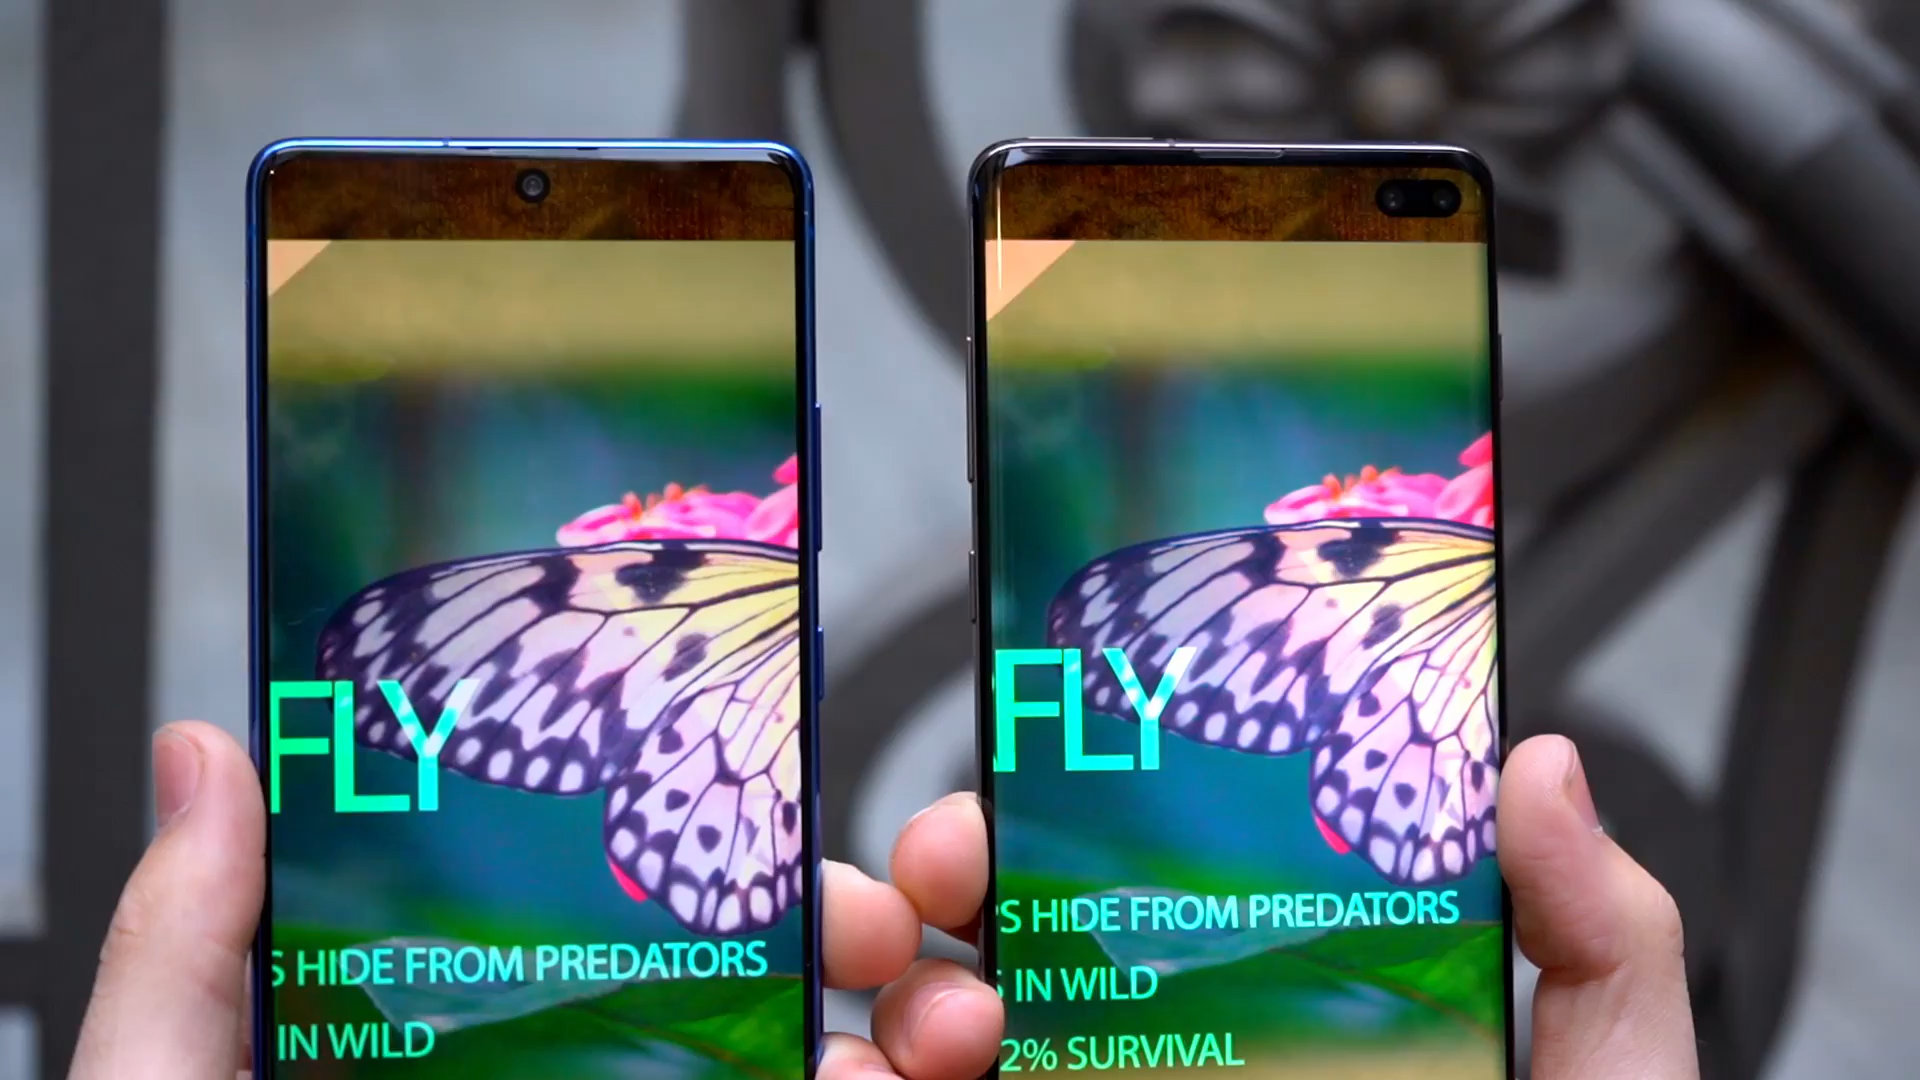 FLY
S HIDE FROM PREDATORS
IN WILD
FLY
'S HIDE FROM PREDATORS
S IN WILD
2% SURVIVAL